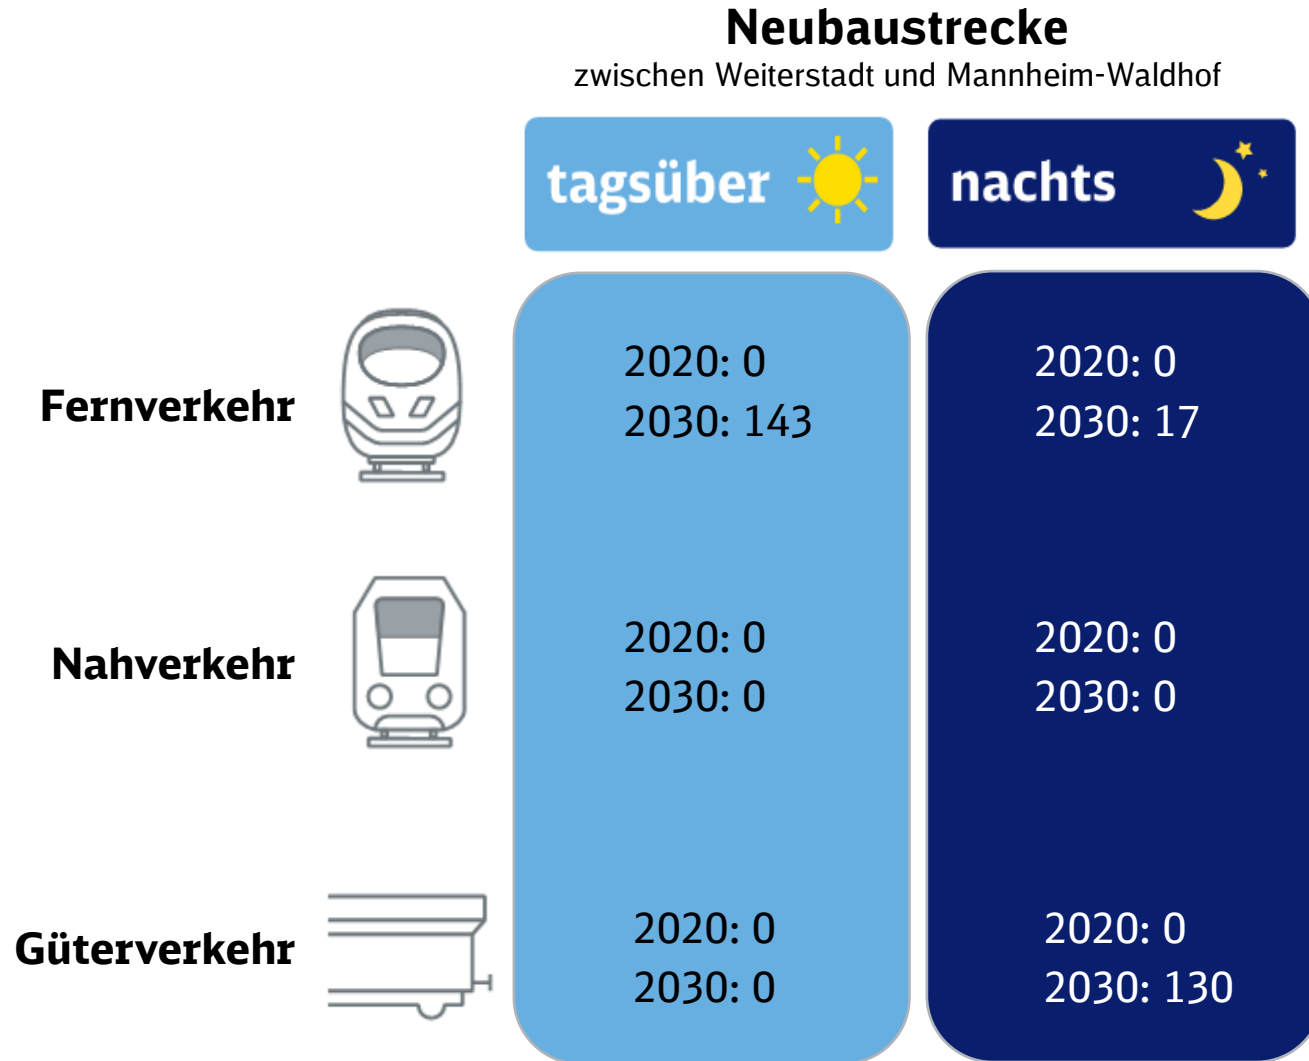 Neubaustrecke
zwischen Weiterstadt und Mannheim-Waldhof
tagsüber
nachts
Fernverkehr
2020: 0
2030: 143
2020: 0
2030: 17
Nahverkehr
2020: 0
2030: 0
2020: 0
2030: 0
Güterverkehr
2020: 0
2030: 0
2020: 0
2030: 130